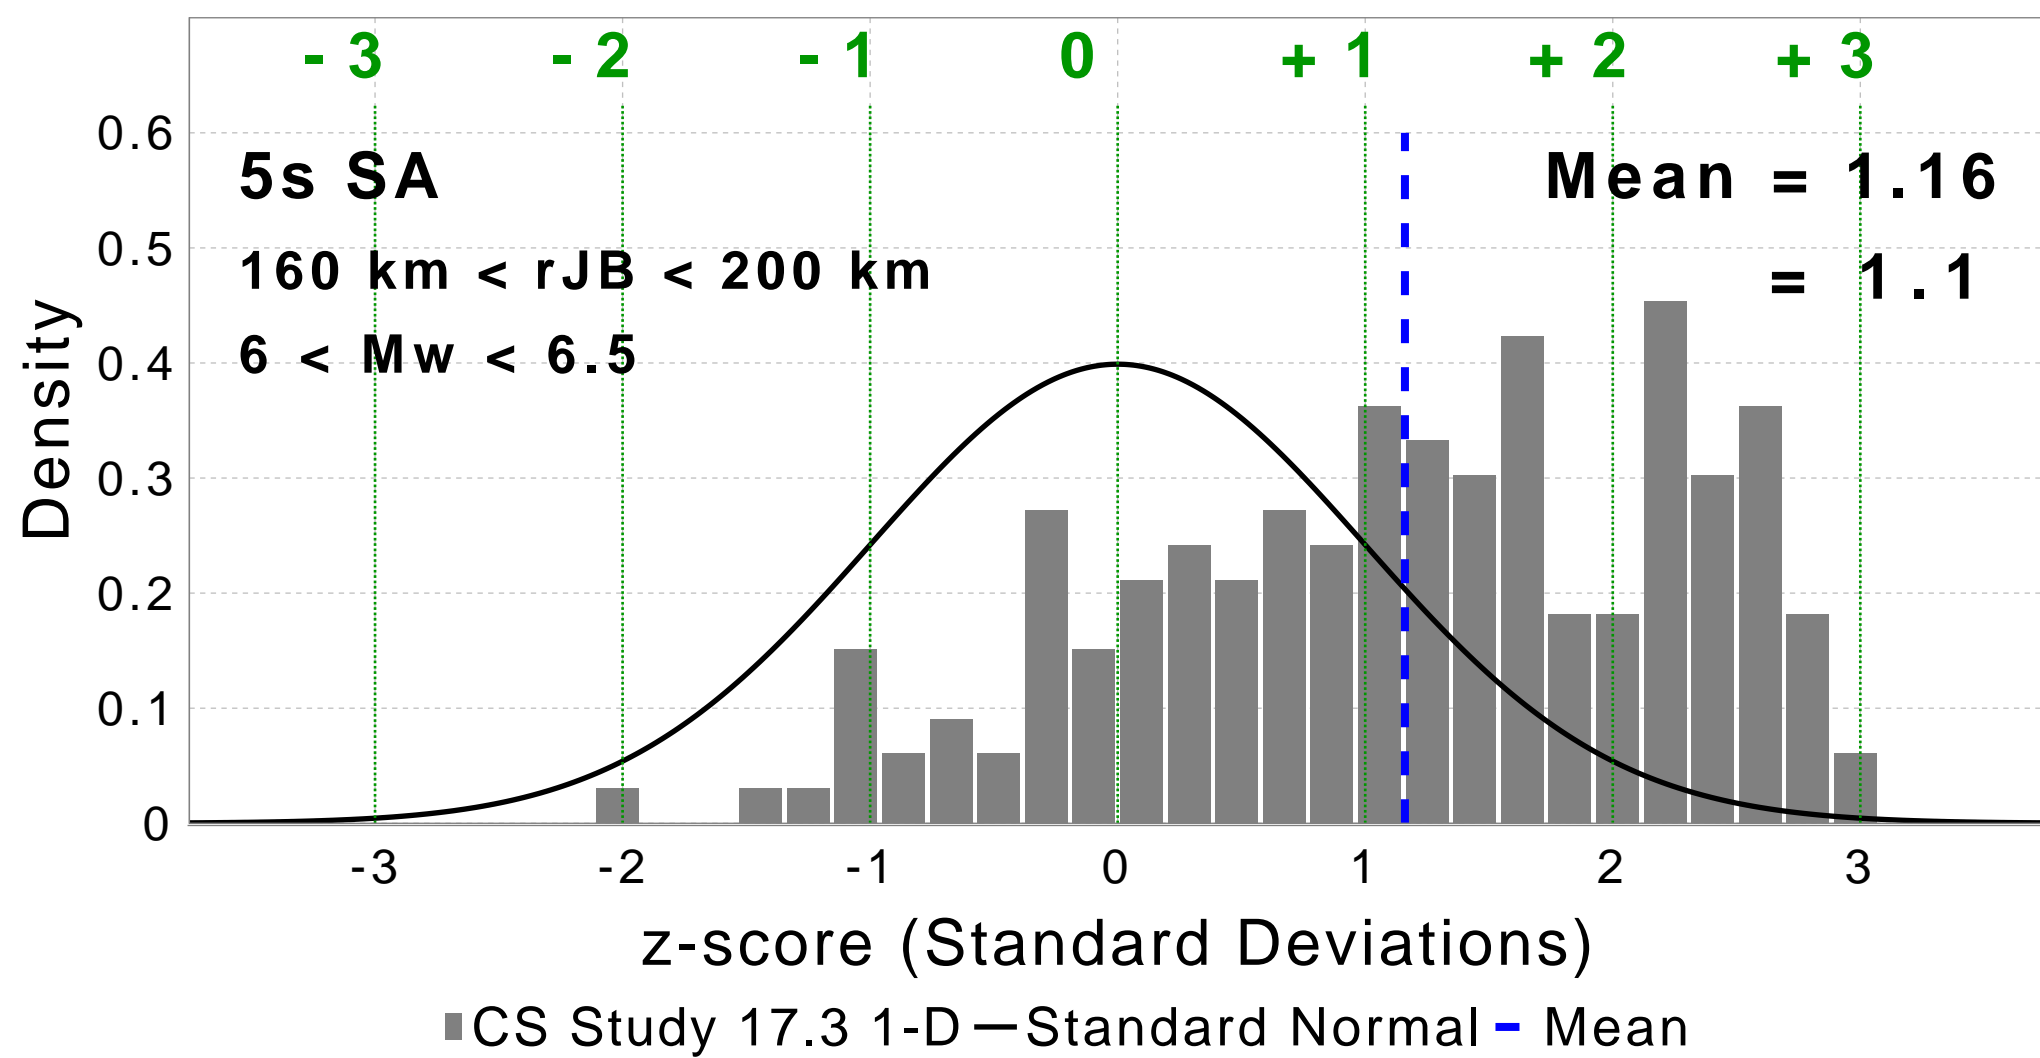 - 3 - 2 - 1 0 + 1 + 2 + 3
0.6
5s SA
Mean = 1.16
0.5
160 km < rJB < 200 km
= 1.1
0.4
6 < Mw < 6.5
Density
0.3
0.2
0.1
0
-3 -2 -1 0 1 2 3
z-score (Standard Deviations)
CS Study 17.3 1-D Standard Normal Mean